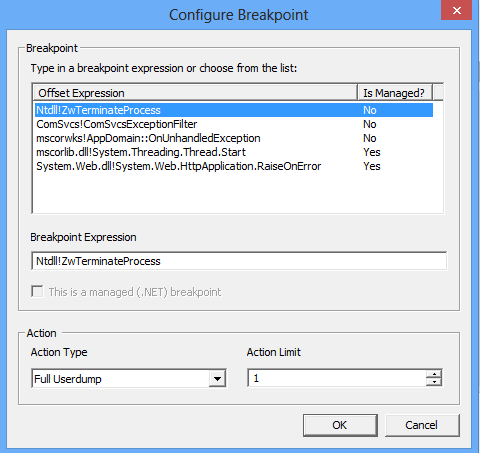 Configure Breakpoint
Breakpoint
Type in a breakpoint expression or choose from the list:
Offset Expression Is Managed?
Ntdll!ZwTerminateProcess No
ComSvcs!ComSvcsExceptionFilter No
mscorwks!AppDomain::OnUnhandledException No
mscorlib.dll!System.Threading.Thread.Start Yes
System.Web.dll!System.Web.HttpApplication.RaiseOnError Yes
Breakpoint Expression
Ntdll!ZwTerminateProcess
This is a managed (.NET) breakpoint
Action
Action Type Action Limit
Full Userdump 1
OK Cancel